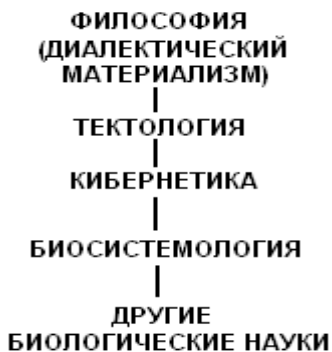 ФИЛОСОФИЯ
(ДИАЛЕКТИЧЕСКИЙ
МАТЕРИАЛИЗМ)
ТЕКТОЛОГИЯ
КИБЕРНЕТИКА
БИОСИСТЕМОЛОГИЯ
ДРУГИЕ
БИОЛОГИЧЕСКИЕ НАУКИ